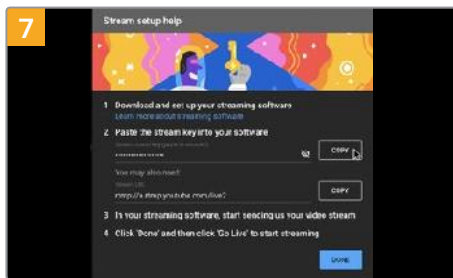 7
Stream setup help
1 Download and set up your streaming software
Learn more about streaming software
2 Paste the stream key into your software
COPY
You may also need:
Stream URL
COPY
3 In your streaming software, start sending us your video stream
4 Click 'Done' and then click 'Go Live' to start streaming
DONE